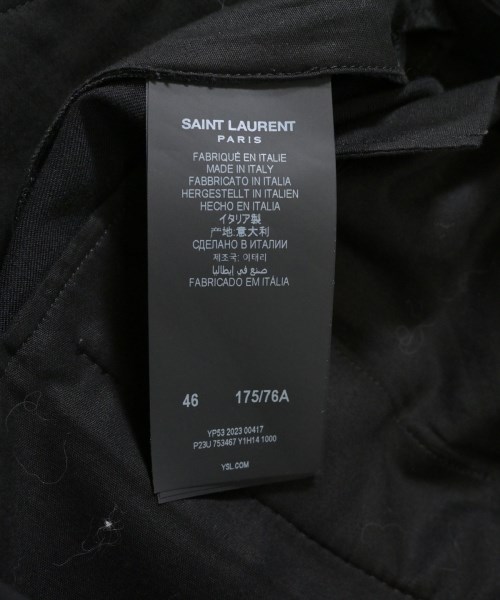 SAINT LAURENT
PARIS
FABRIQUÉ EN ITALIE
MADE IN ITALY
FABBRICATO IN ITALIA
HERGESTELLT IN ITALIEN
HECHO EN ITALIA
イタリア製
产地:意大利
СДЕЛАНО В ИТАЛИИ
제조국: 이태리
صنع في إيطاليا
FABRICADO EM ITÁLIA
46 175/76A
YP53 2023 00417
P23U 753467 Y1H14 1000
YSL.COM